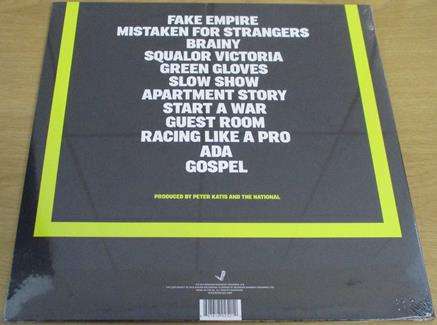 FAKE EMPIRE
MISTAKEN FOR STRANGERS
BRAINY
SQUALOR VICTORIA
GREEN GLOVES
SLOW SHOW
APARTMENT STORY
START A WAR
GUEST ROOM
RACING LIKE A PRO
ADA
GOSPEL
PRODUCED BY PETER KATIS AND THE NATIONAL